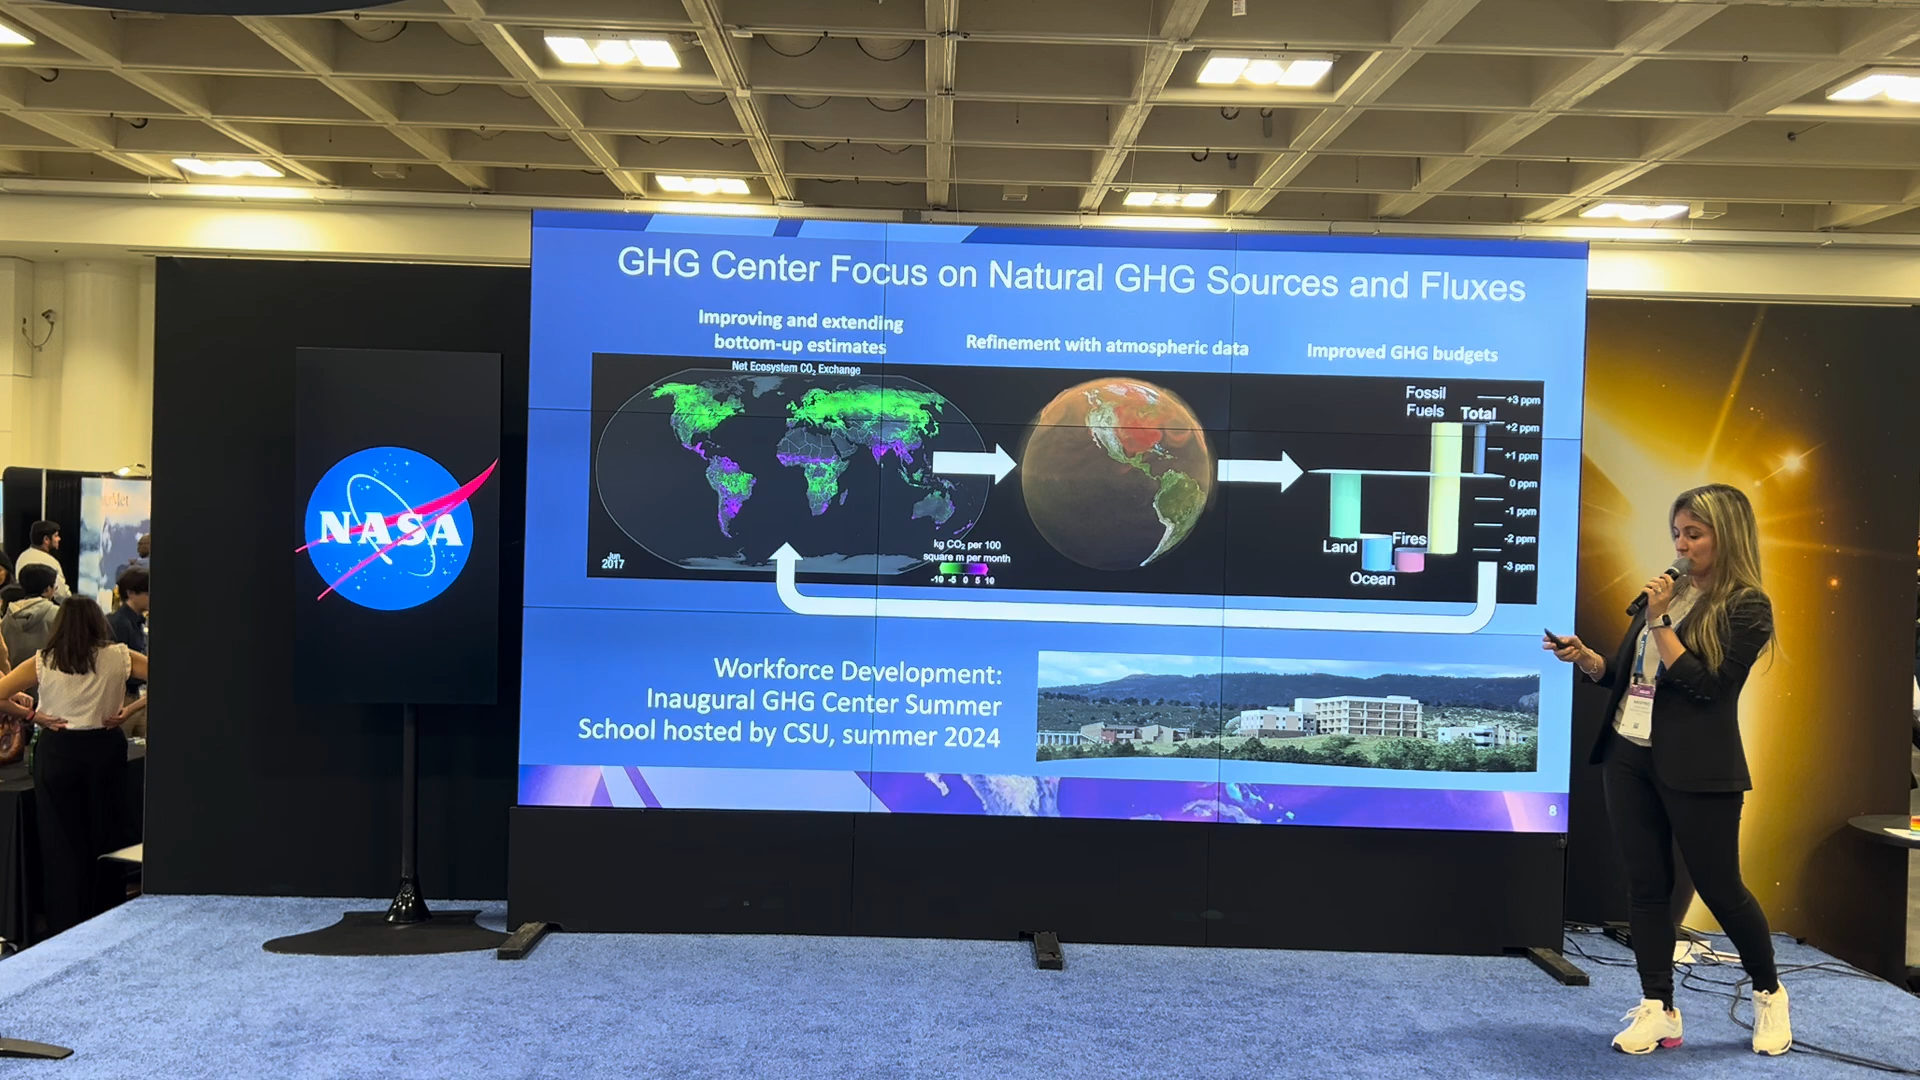 GHG Center Focus on Natural GHG Sources and Fluxes
Improving and extending
bottom-up estimates
Refinement with atmospheric data
Improved GHG budgets
Net Ecosystem CO₂ Exchange
Jun
2017
kg CO₂ per 100
square m per month
-10 -5 0 5 10
Fossil
Fuels
Total
+3 ppm
+2 ppm
+1 ppm
0 ppm
-1 ppm
-2 ppm
-3 ppm
Land
Fires
Ocean
Workforce Development:
Inaugural GHG Center Summer
School hosted by CSU, summer 2024
8
NASA